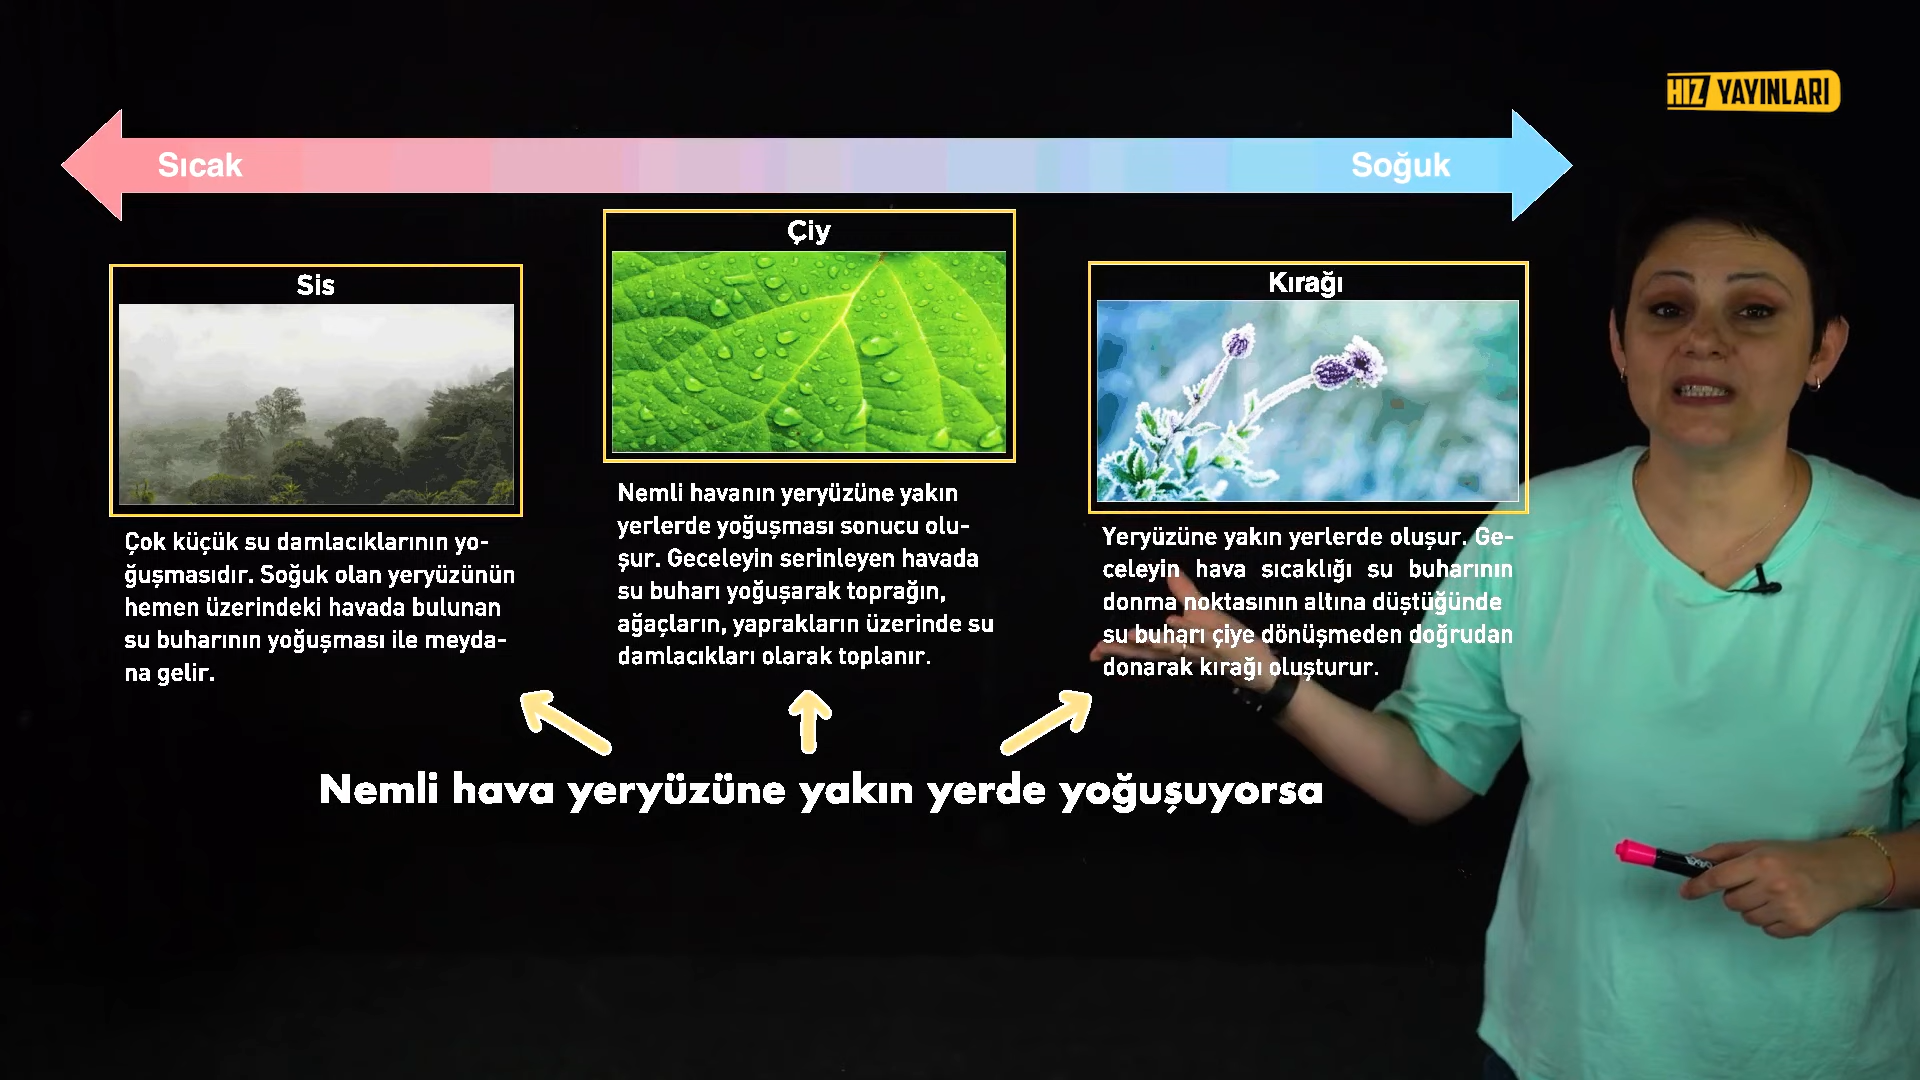 HIZ YAYINLARI
Sıcak
Soğuk
Sis
Çok küçük su damlacıklarının yo-
ğuşmasıdır. Soğuk olan yeryüzünün
hemen üzerindeki havada bulunan
su buharının yoğuşması ile meyda-
na gelir.
Çiy
Nemli havanın yeryüzüne yakın
yerlerde yoğuşması sonucu olu-
şur. Geceleyin serinleyen havada
su buharı yoğuşarak toprağın,
ağaçların, yaprakların üzerinde su
damlacıkları olarak toplanır.
Kırağı
Yeryüzüne yakın yerlerde oluşur. Ge-
celeyin hava sıcaklığı su buharının
donma noktasının altına düştüğünde
su buharı çiye dönüşmeden doğrudan
donarak kırağı oluşturur.
Nemli hava yeryüzüne yakın yerde yoğuşuyorsa